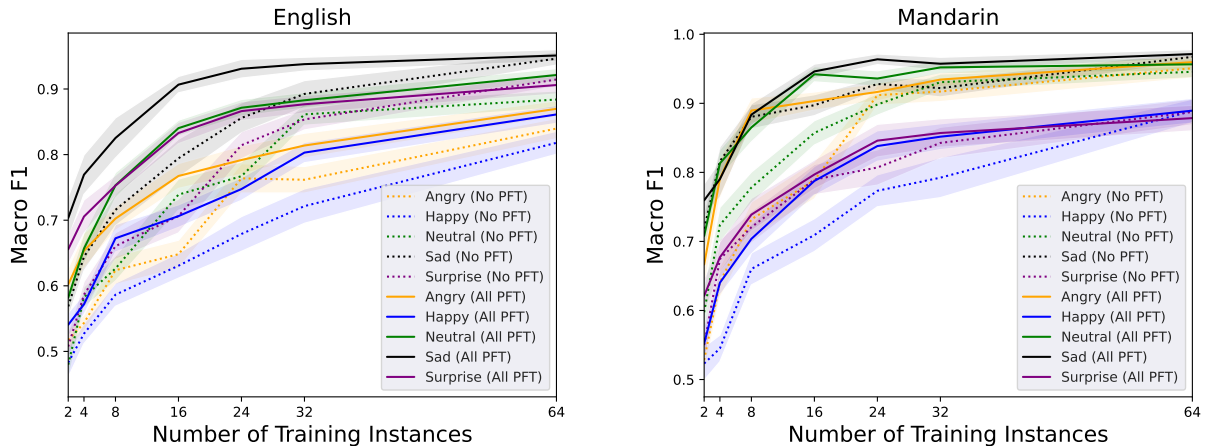 English
Macro F1
0.9
0.8
0.7
0.6
0.5
2 4 8 16 24 32 64
Number of Training Instances
Angry (No PFT)
Happy (No PFT)
Neutral (No PFT)
Sad (No PFT)
Surprise (No PFT)
Angry (All PFT)
Happy (All PFT)
Neutral (All PFT)
Sad (All PFT)
Surprise (All PFT)
Mandarin
Macro F1
1.0
0.9
0.8
0.7
0.6
0.5
2 4 8 16 24 32 64
Number of Training Instances
Angry (No PFT)
Happy (No PFT)
Neutral (No PFT)
Sad (No PFT)
Surprise (No PFT)
Angry (All PFT)
Happy (All PFT)
Neutral (All PFT)
Sad (All PFT)
Surprise (All PFT)